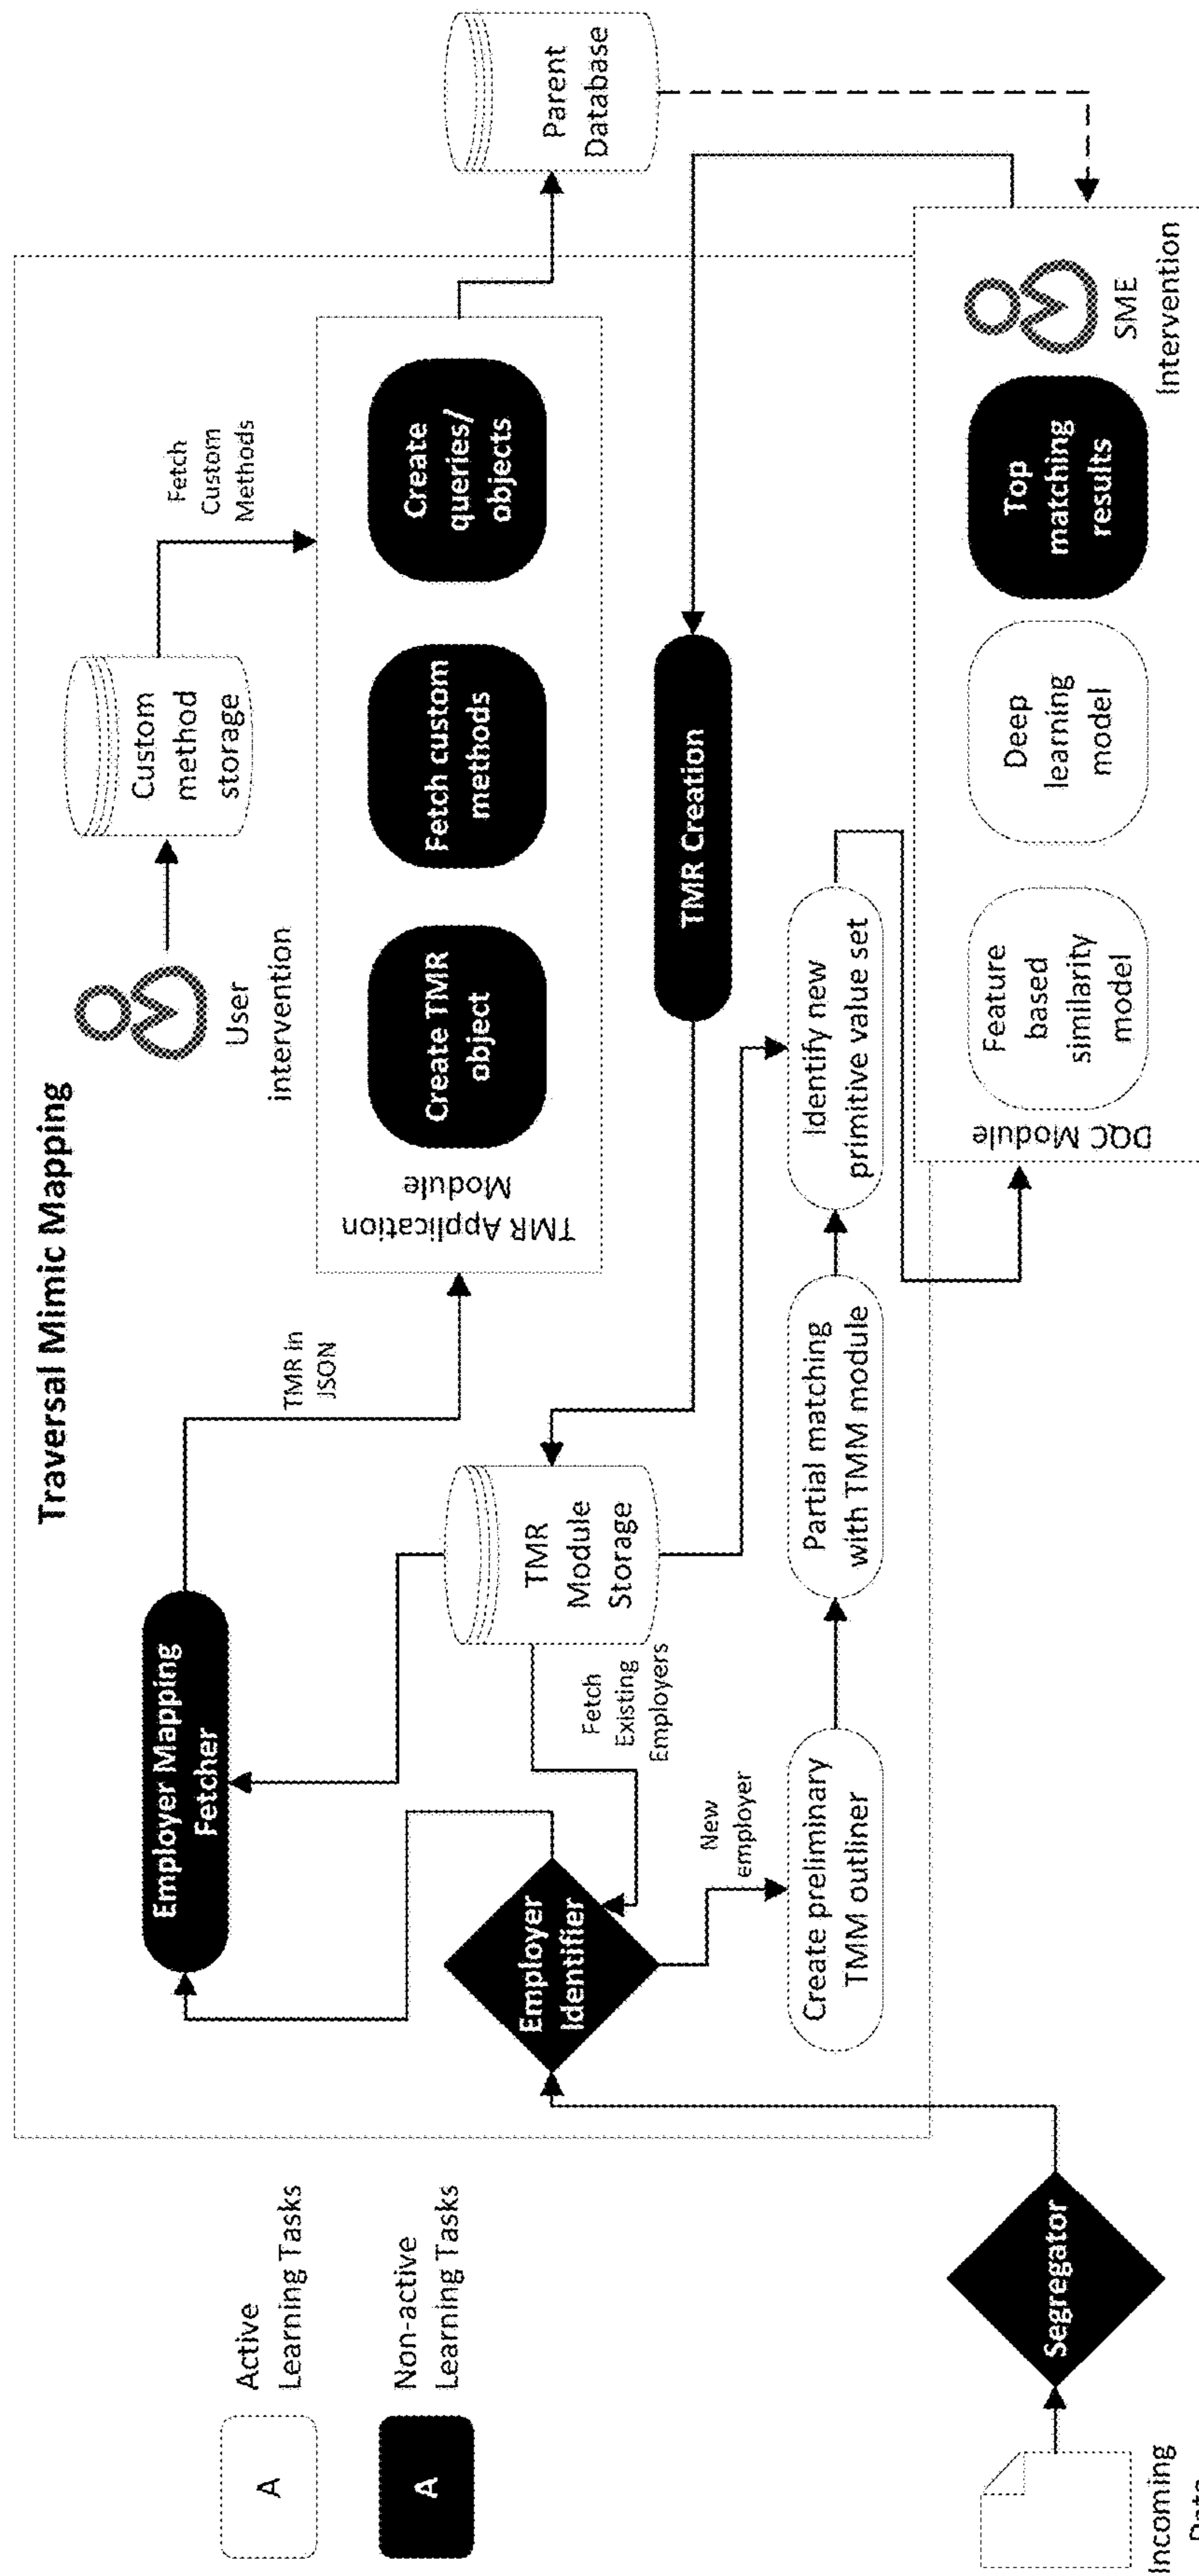 Traversal Mimic Mapping
A
Active
Learning Tasks
A
Non-active
Learning Tasks
Incoming
Data
Segregator
Employer
Identifier
Employer Mapping
Fetcher
New
employer
Fetch
Existing
Employers
TMR
Module
Storage
TMR in
JSON
User
intervention
Custom
method
storage
Fetch
Custom
Methods
TMR Application
Module
Create TMR
object
Fetch custom
methods
Create
queries/
objects
Parent
Database
TMR Creation
Create preliminary
TMM outliner
Partial matching
with TMM module
Identify new
primitive value set
DQC Module
Feature
based
similarity
model
Deep
learning
model
Top
matching
results
SME
Intervention